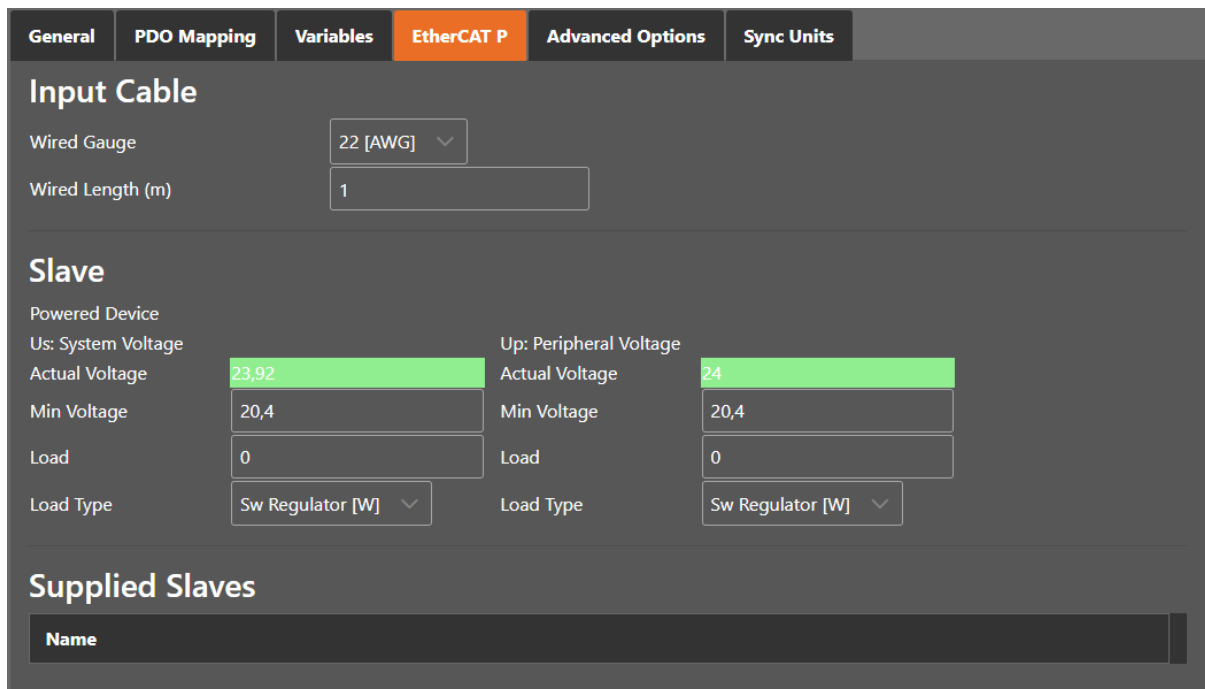 General PDO Mapping Variables EtherCAT P Advanced Options Sync Units
Input Cable
Wired Gauge 22 [AWG]
Wired Length (m) 1
Slave
Powered Device
Us: System Voltage Up: Peripheral Voltage
Actual Voltage 23,92 Actual Voltage 24
Min Voltage 20,4 Min Voltage 20,4
Load 0 Load 0
Load Type Sw Regulator [W] Load Type Sw Regulator [W]
Supplied Slaves
Name